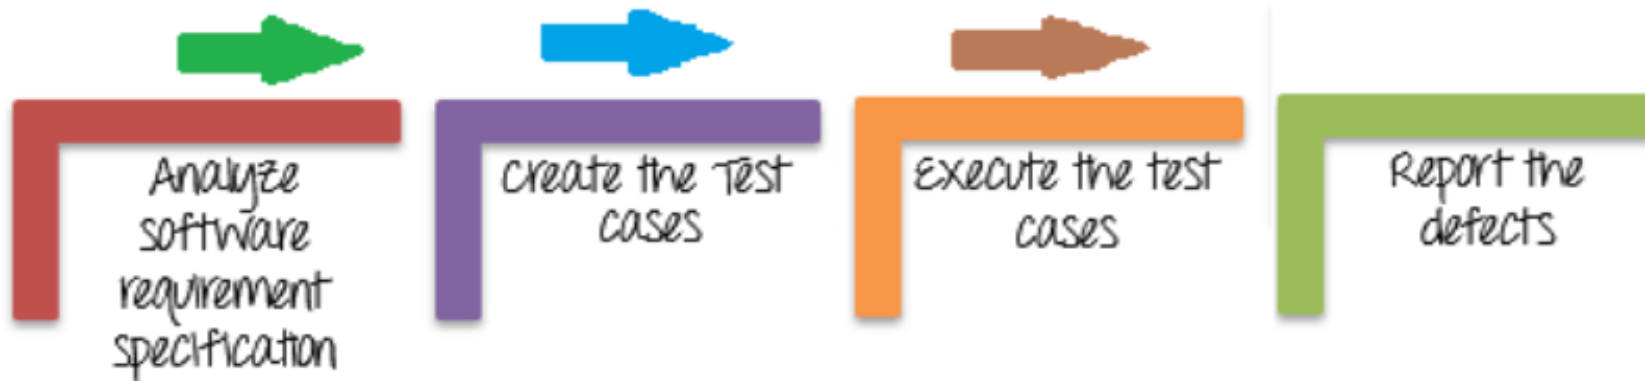 Analyze
software
requirement
specification
Create the Test
cases
Execute the test
cases
Report the
defects